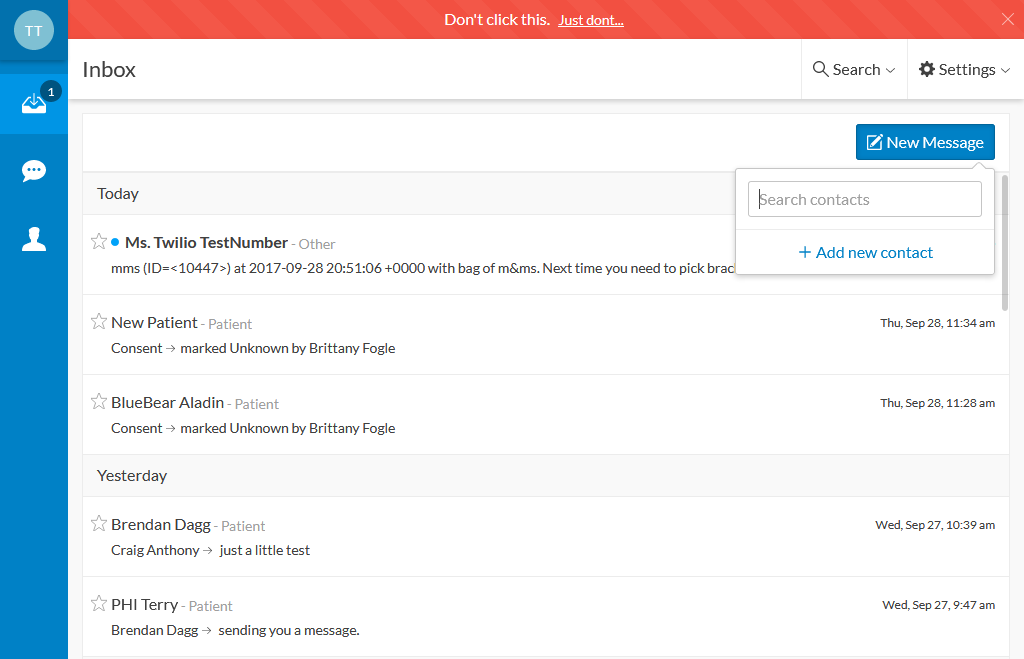 TT
Don't click this. Just dont...
1
Inbox
Search
Settings
New Message
Search contacts
+ Add new contact
Today
Ms. Twilio TestNumber - Other
mms (ID=<10447>) at 2017-09-28 20:51:06 +0000 with bag of m&ms. Next time you need to pick brac
New Patient - Patient
Thu, Sep 28, 11:34 am
Consent → marked Unknown by Brittany Fogle
BlueBear Aladin - Patient
Thu, Sep 28, 11:28 am
Consent → marked Unknown by Brittany Fogle
Yesterday
Brendan Dagg - Patient
Wed, Sep 27, 10:39 am
Craig Anthony → just a little test
PHI Terry - Patient
Wed, Sep 27, 9:47 am
Brendan Dagg → sending you a message.